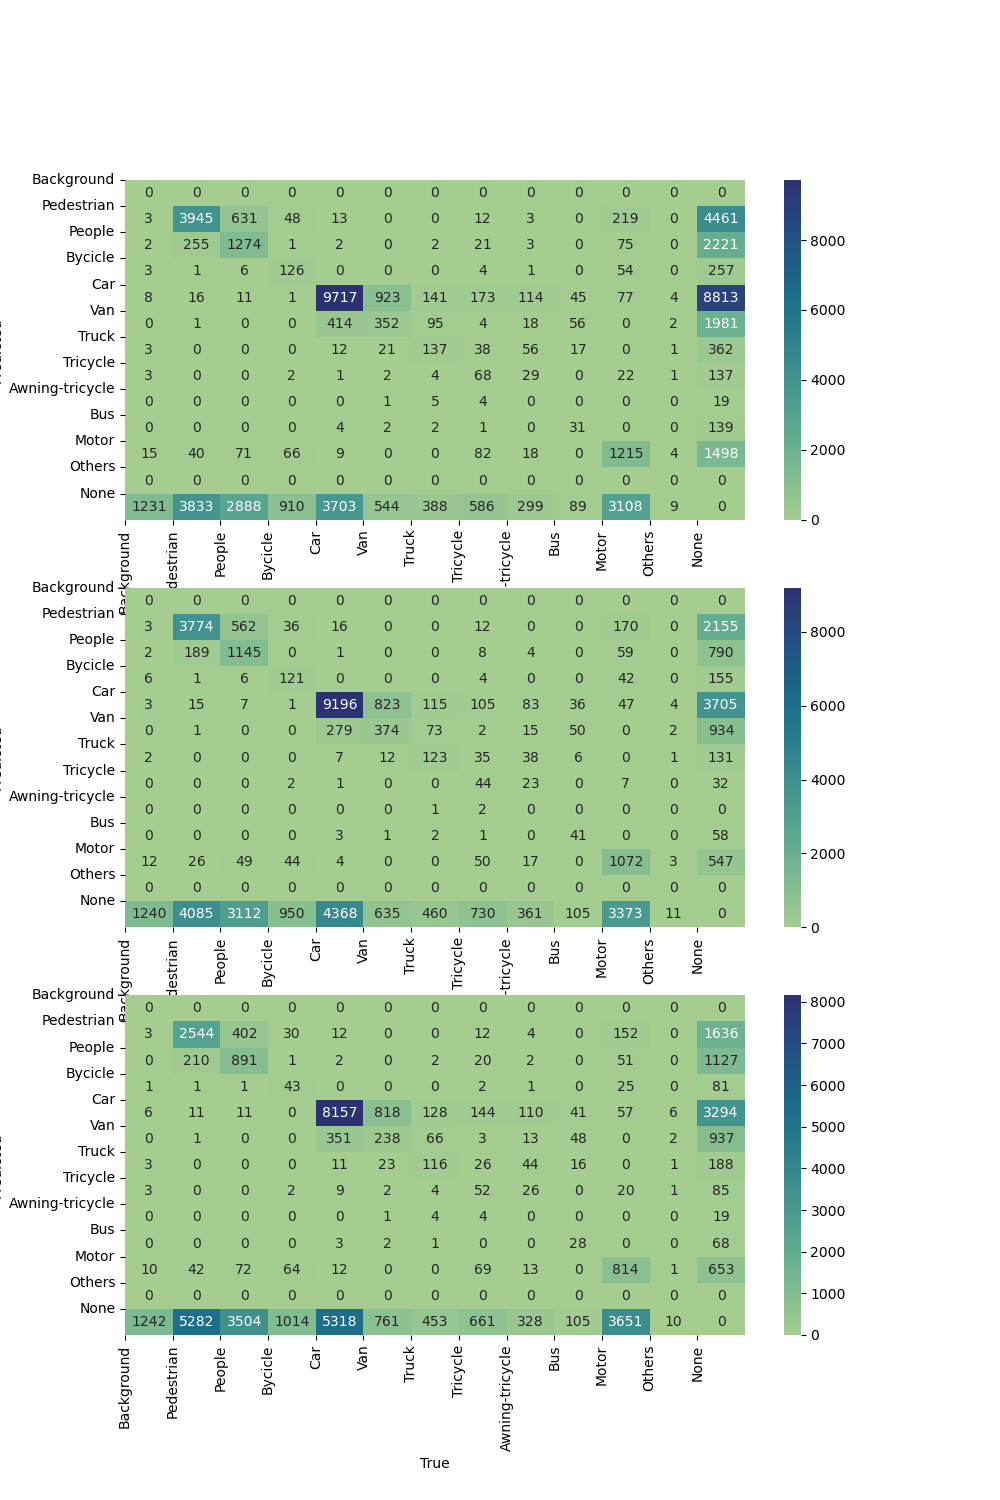 Background 0 0 0 0 0 0 0 0 0 0 0 0 0
Pedestrian 3 3945 631 48 13 0 0 12 3 0 219 0 4461
People 2 255 1274 1 2 0 2 21 3 0 75 0 2221
Bycicle 3 1 6 126 0 0 0 4 1 0 54 0 257
Car 8 16 11 1 9717 923 141 173 114 45 77 4 8813
Van 0 1 0 0 414 352 95 4 18 56 0 2 1981
Truck 3 0 0 0 12 21 137 38 56 17 0 1 362
Tricycle 3 0 0 2 1 2 4 68 29 0 22 1 137
Awning-tricycle 0 0 0 0 0 1 5 4 0 0 0 0 19
Bus 0 0 0 0 4 2 2 1 0 31 0 0 139
Motor 15 40 71 66 9 0 0 82 18 0 1215 4 1498
Others 0 0 0 0 0 0 0 0 0 0 0 0 0
None 1231 3833 2888 910 3703 544 388 586 299 89 3108 9 0
8000
6000
4000
2000
0
Background destrian People Bycicle Car Van Truck Tricycle -tricycle Bus Motor Others None
Background 0 0 0 0 0 0 0 0 0 0 0 0 0
Pedestrian 3 3774 562 36 16 0 0 12 0 0 170 0 2155
People 2 189 1145 0 1 0 0 8 4 0 59 0 790
Bycicle 6 1 6 121 0 0 0 4 0 0 42 0 155
Car 3 15 7 1 9196 823 115 105 83 36 47 4 3705
Van 0 1 0 0 279 374 73 2 15 50 0 2 934
Truck 2 0 0 0 7 12 123 35 38 6 0 1 131
Tricycle 0 0 0 2 1 0 0 44 23 0 7 0 32
Awning-tricycle 0 0 0 0 0 0 1 2 0 0 0 0 0
Bus 0 0 0 0 3 1 2 1 0 41 0 0 58
Motor 12 26 49 44 4 0 0 50 17 0 1072 3 547
Others 0 0 0 0 0 0 0 0 0 0 0 0 0
None 1240 4085 3112 950 4368 635 460 730 361 105 3373 11 0
8000
6000
4000
2000
0
Background destrian People Bycicle Car Van Truck Tricycle -tricycle Bus Motor Others None
Background 0 0 0 0 0 0 0 0 0 0 0 0 0
Pedestrian 3 2544 402 30 12 0 0 12 4 0 152 0 1636
People 0 210 891 1 2 0 2 20 2 0 51 0 1127
Bycicle 1 1 1 43 0 0 0 2 1 0 25 0 81
Car 6 11 11 0 8157 818 128 144 110 41 57 6 3294
Van 0 1 0 0 351 238 66 3 13 48 0 2 937
Truck 3 0 0 0 11 23 116 26 44 16 0 1 188
Tricycle 3 0 0 2 9 2 4 52 26 0 20 1 85
Awning-tricycle 0 0 0 0 0 1 4 4 0 0 0 0 19
Bus 0 0 0 0 3 2 1 0 0 28 0 0 68
Motor 10 42 72 64 12 0 0 69 13 0 814 1 653
Others 0 0 0 0 0 0 0 0 0 0 0 0 0
None 1242 5282 3504 1014 5318 761 453 661 328 105 3651 10 0
8000
7000
6000
5000
4000
3000
2000
1000
0
Background Pedestrian People Bycicle Car Van Truck Tricycle Awning-tricycle Bus Motor Others None
True